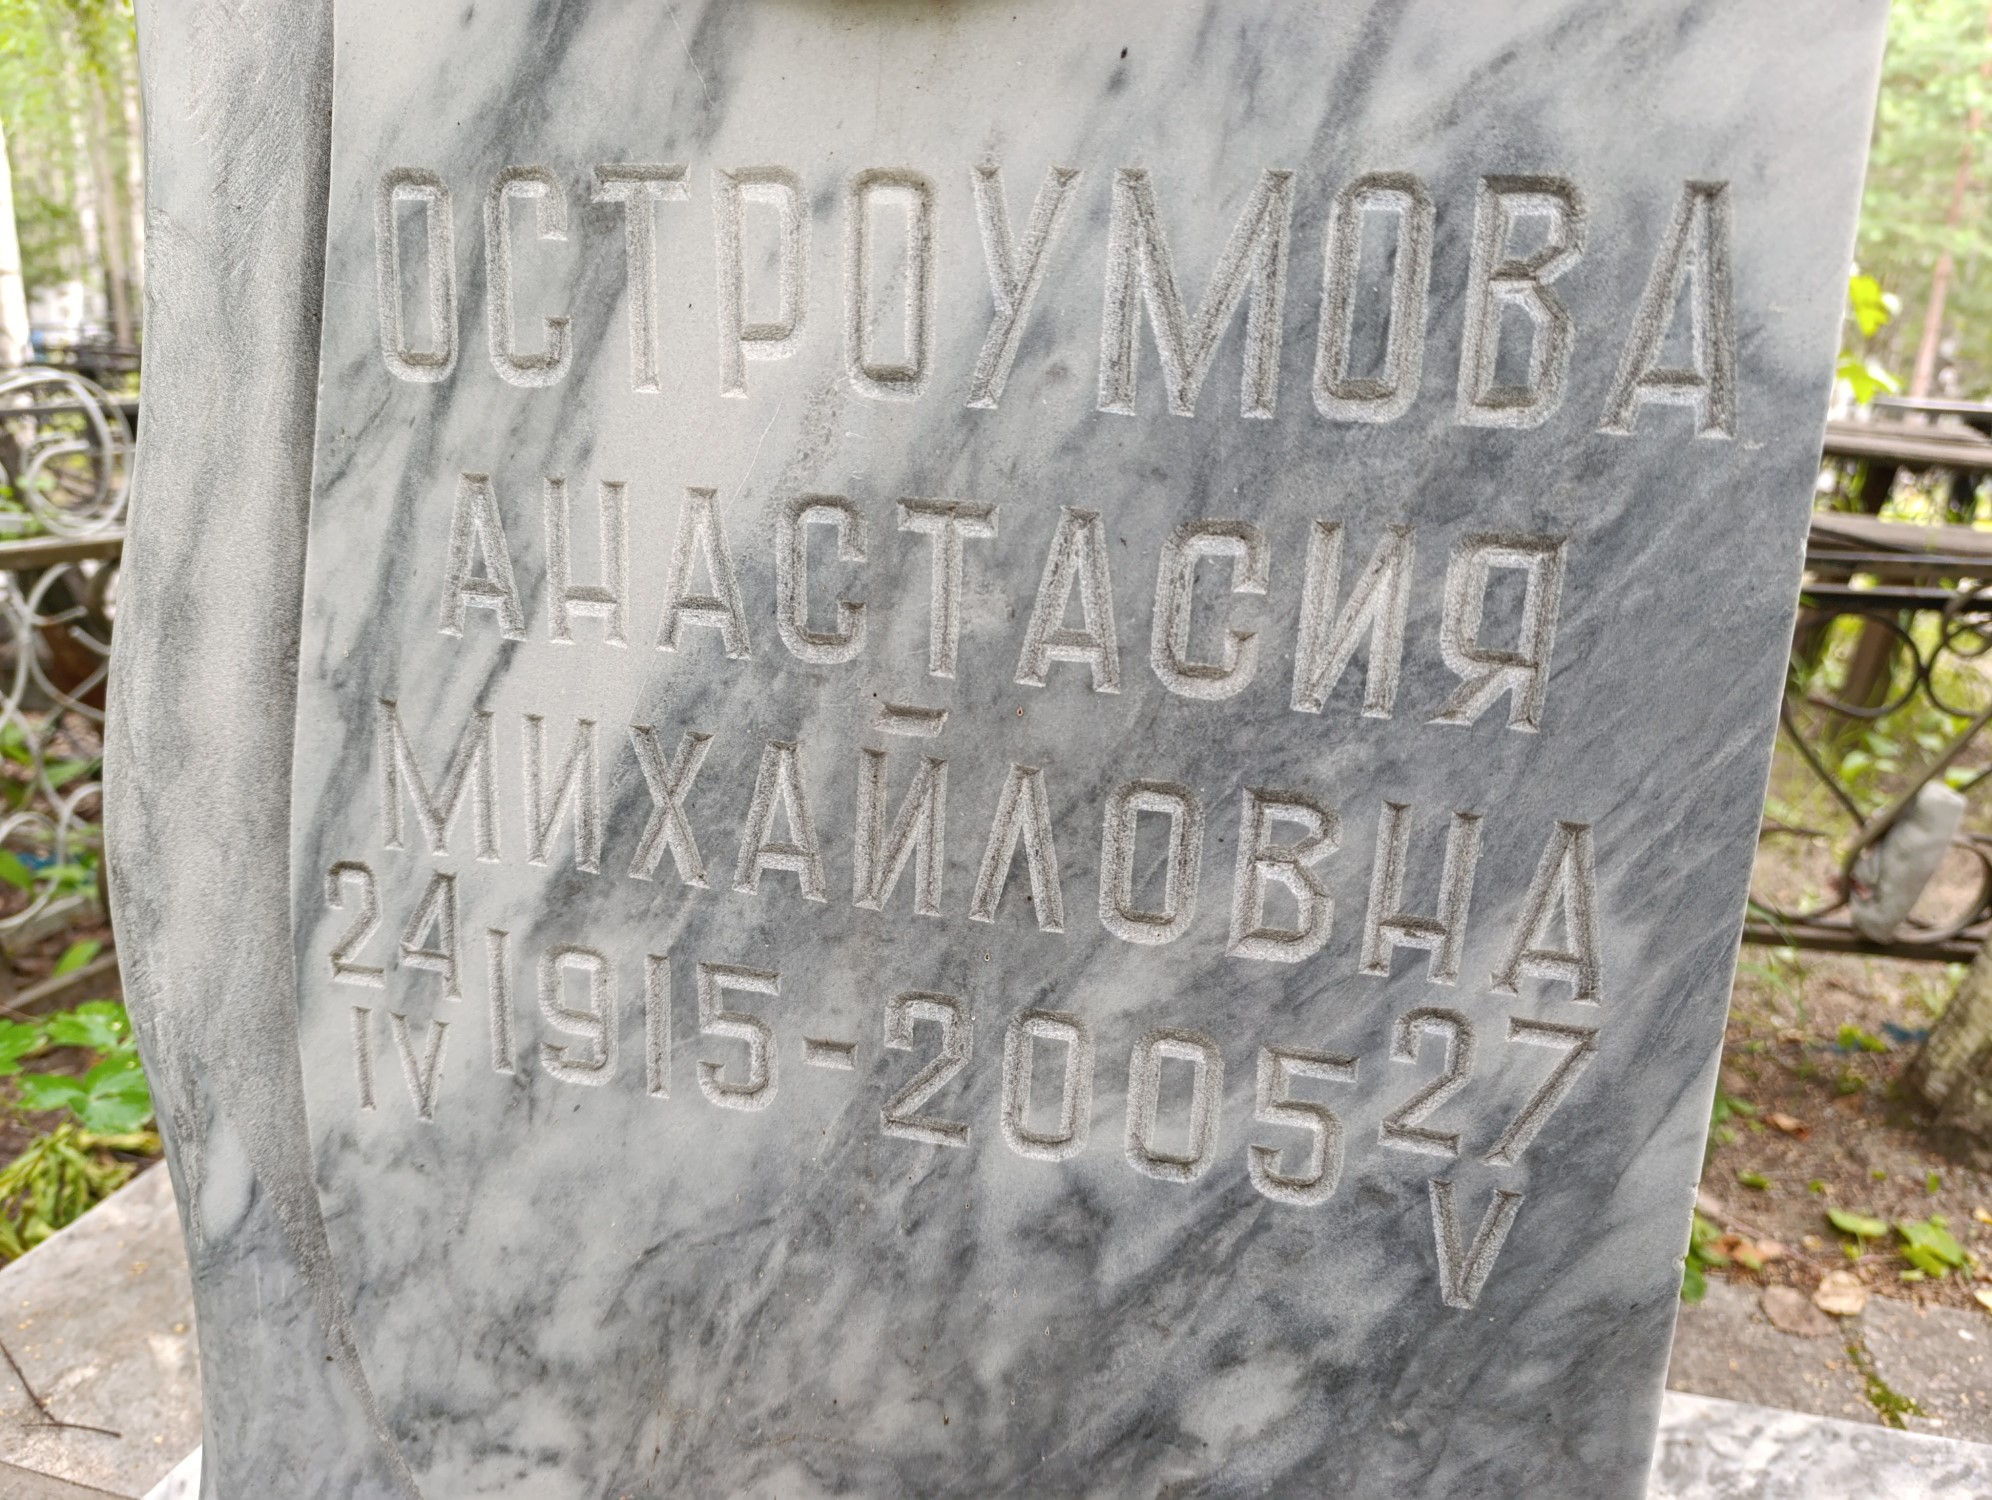 ОСТРОУМОВА
АНАСТАСИЯ
МИХАЙЛОВНА
24 1915-2005 27
IV V